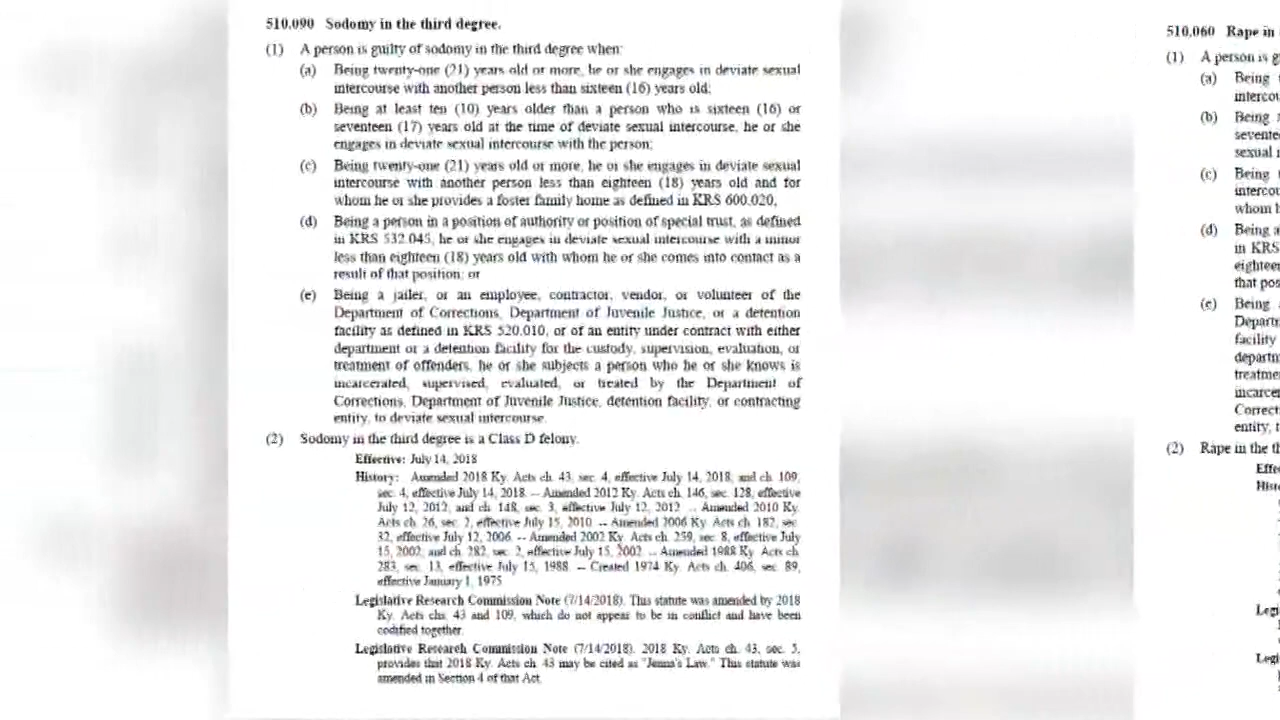 510.090 Sodomy in the third degree.
(1) A person is guilty of sodomy in the third degree when:
(a) Being twenty-one (21) years old or more, he or she engages in deviate sexual
intercourse with another person less than sixteen (16) years old;
(b) Being at least ten (10) years older than a person who is sixteen (16) or
seventeen (17) years old at the time of deviate sexual intercourse, he or she
engages in deviate sexual intercourse with the person;
(c) Being twenty-one (21) years old or more, he or she engages in deviate sexual
intercourse with another person less than eighteen (18) years old and for
whom he or she provides a foster family home as defined in KRS 600.020;
(d) Being a person in a position of authority or position of special trust, as defined
in KRS 532.045, he or she engages in deviate sexual intercourse with a minor
less than eighteen (18) years old with whom he or she comes into contact as a
result of that position; or
(e) Being a jailer, or an employee, contractor, vendor, or volunteer of the
Department of Corrections, Department of Juvenile Justice, or a detention
facility as defined in KRS 520.010, or of an entity under contract with either
department or a detention facility for the custody, supervision, evaluation, or
treatment of offenders, he or she subjects a person who he or she knows is
incarcerated, supervised, evaluated, or treated by the Department of
Corrections, Department of Juvenile Justice, detention facility, or contracting
entity, to deviate sexual intercourse.
(2) Sodomy in the third degree is a Class D felony.
Effective: July 14, 2018
History: Amended 2018 Ky. Acts ch. 43, sec. 4, effective July 14, 2018; and ch. 109,
sec. 4, effective July 14, 2018. -- Amended 2012 Ky. Acts ch. 146, sec. 128, effective
July 12, 2012; and ch. 148, sec. 3, effective July 12, 2012. -- Amended 2010 Ky.
Acts ch. 26, sec. 2, effective July 15, 2010. -- Amended 2006 Ky. Acts ch. 182, sec.
32, effective July 12, 2006. -- Amended 2002 Ky. Acts ch. 259, sec. 8, effective July
15, 2002; and ch. 282, sec. 2, effective July 15, 2002. -- Amended 1988 Ky. Acts ch.
283, sec. 13, effective July 15, 1988. -- Created 1974 Ky. Acts ch. 406, sec. 89,
effective January 1, 1975.
Legislative Research Commission Note (7/14/2018). This statute was amended by 2018
Ky. Acts chs. 43 and 109, which do not appear to be in conflict and have been
codified together.
Legislative Research Commission Note (7/14/2018). 2018 Ky. Acts ch. 43, sec. 5,
provides that 2018 Ky. Acts ch. 43 may be cited as "Jenna's Law." This statute was
amended in Section 4 of that Act.
510.060 Rape in
(1) A person is g
(a) Being
intercou
(b) Being
sevente
sexual
(c) Being
intercou
whom b
(d) Being a
in KRS
eighteen
that pos
(e) Being
Departm
facility
departm
treatme
incarcer
Correct
entity, t
(2) Rape in the th
Effe
Hist
Legi
Legi